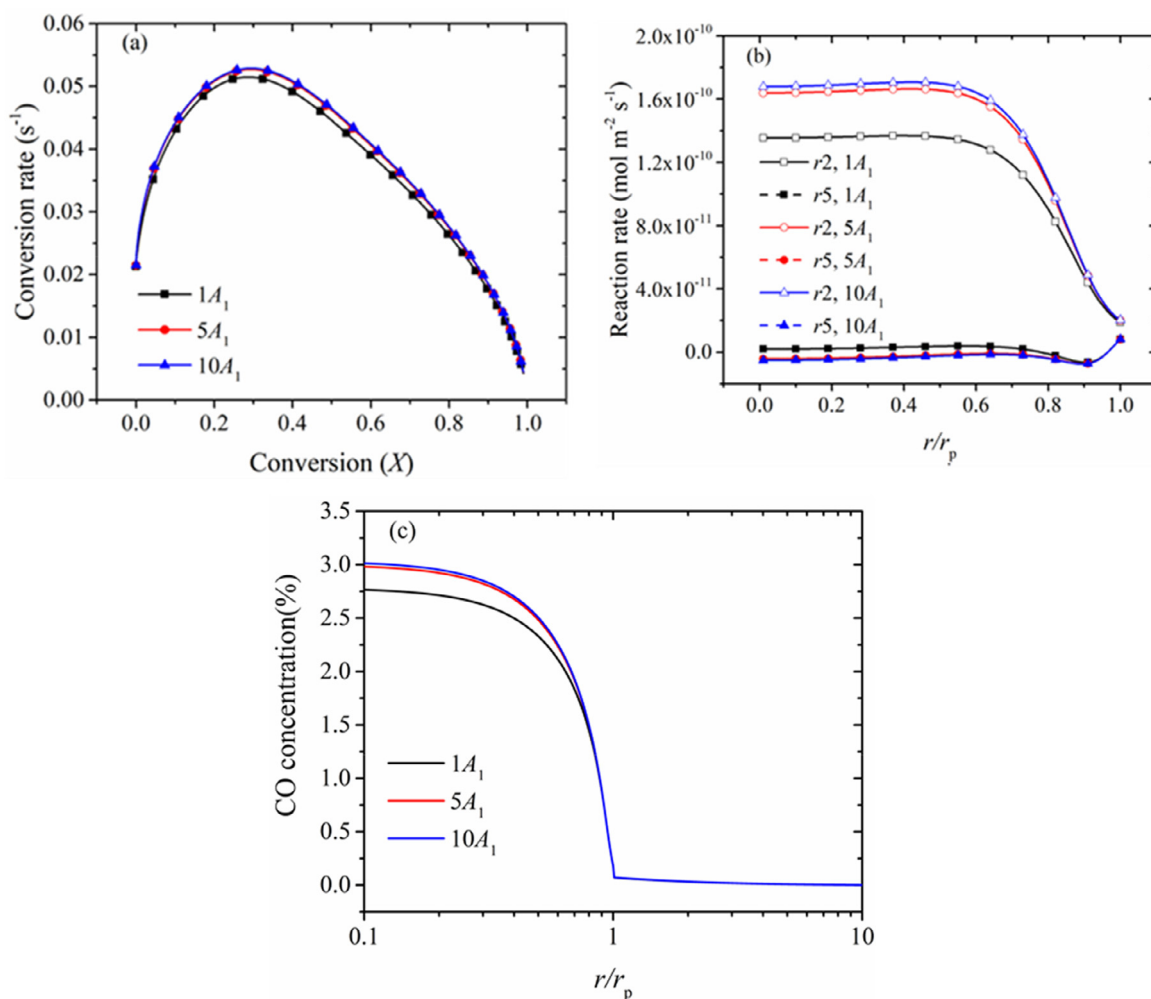 (a)
Conversion rate (s⁻¹)
0.06
0.05
0.04
0.03
0.02
0.01
0.00
1A₁
5A₁
10A₁
0.0 0.2 0.4 0.6 0.8 1.0
Conversion (X)
(b)
Reaction rate (mol m⁻² s⁻¹)
2.0x10⁻¹⁰
1.6x10⁻¹⁰
1.2x10⁻¹⁰
8.0x10⁻¹¹
4.0x10⁻¹¹
0.0
r2, 1A₁
r5, 1A₁
r2, 5A₁
r5, 5A₁
r2, 10A₁
r5, 10A₁
0.0 0.2 0.4 0.6 0.8 1.0
r/rₚ
(c)
CO concentration(%)
3.5
3.0
2.5
2.0
1.5
1.0
0.5
0.0
1A₁
5A₁
10A₁
0.1 1 10
r/rₚ